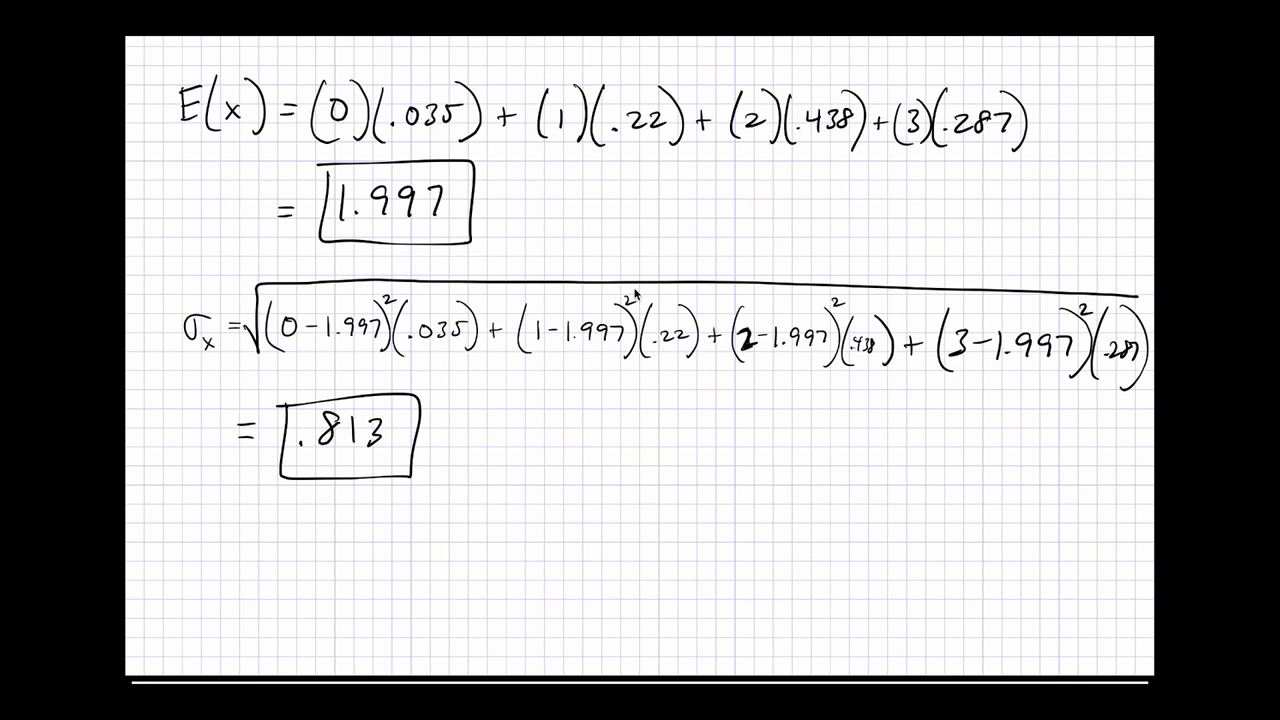 E(x) = (0)(.035) + (1)(.22) + (2)(.438) + (3)(.287)
= 1.997
σₓ = √((0 − 1.997)²(.035) + (1 − 1.997)²(.22) + (2 − 1.997)²(.438) + (3 − 1.997)²(.287))
= .813